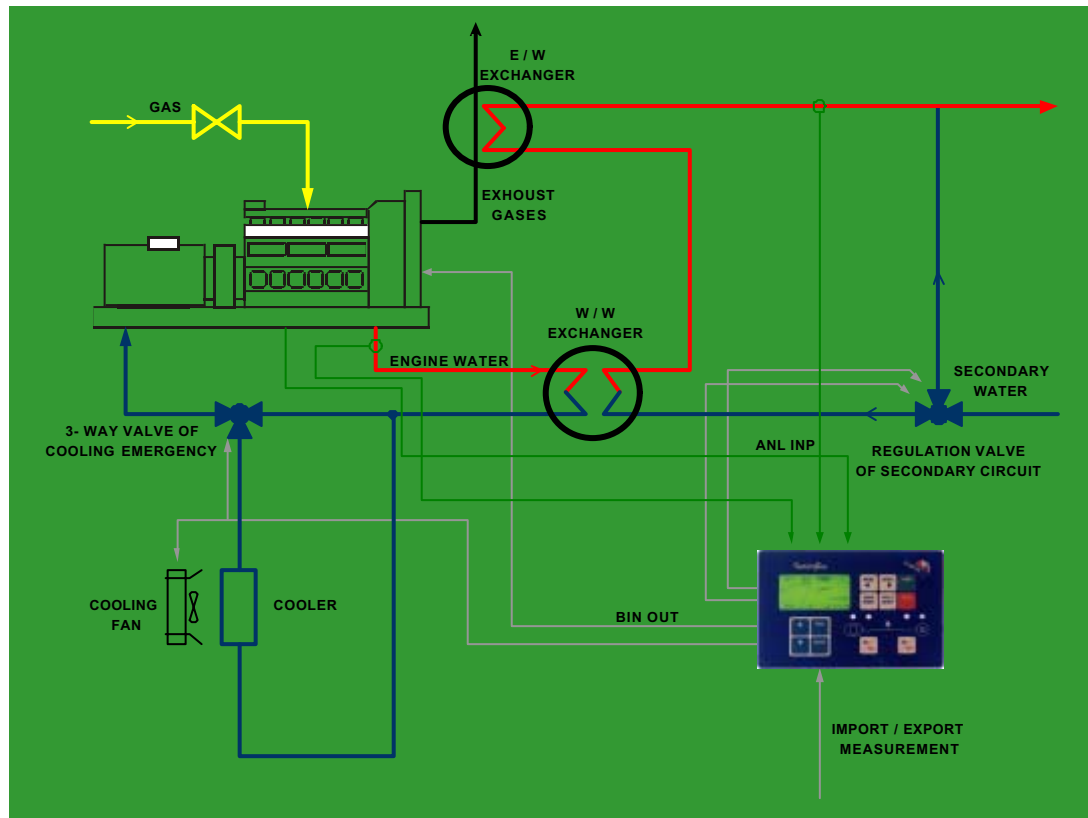 E / W
EXCHANGER
GAS
EXHOUST
GASES
W / W
EXCHANGER
ENGINE WATER
SECONDARY
WATER
3- WAY VALVE OF
COOLING EMERGENCY
ANL INP
REGULATION VALVE
OF SECONDARY CIRCUIT
COOLING
FAN
COOLER
BIN OUT
IMPORT / EXPORT
MEASUREMENT